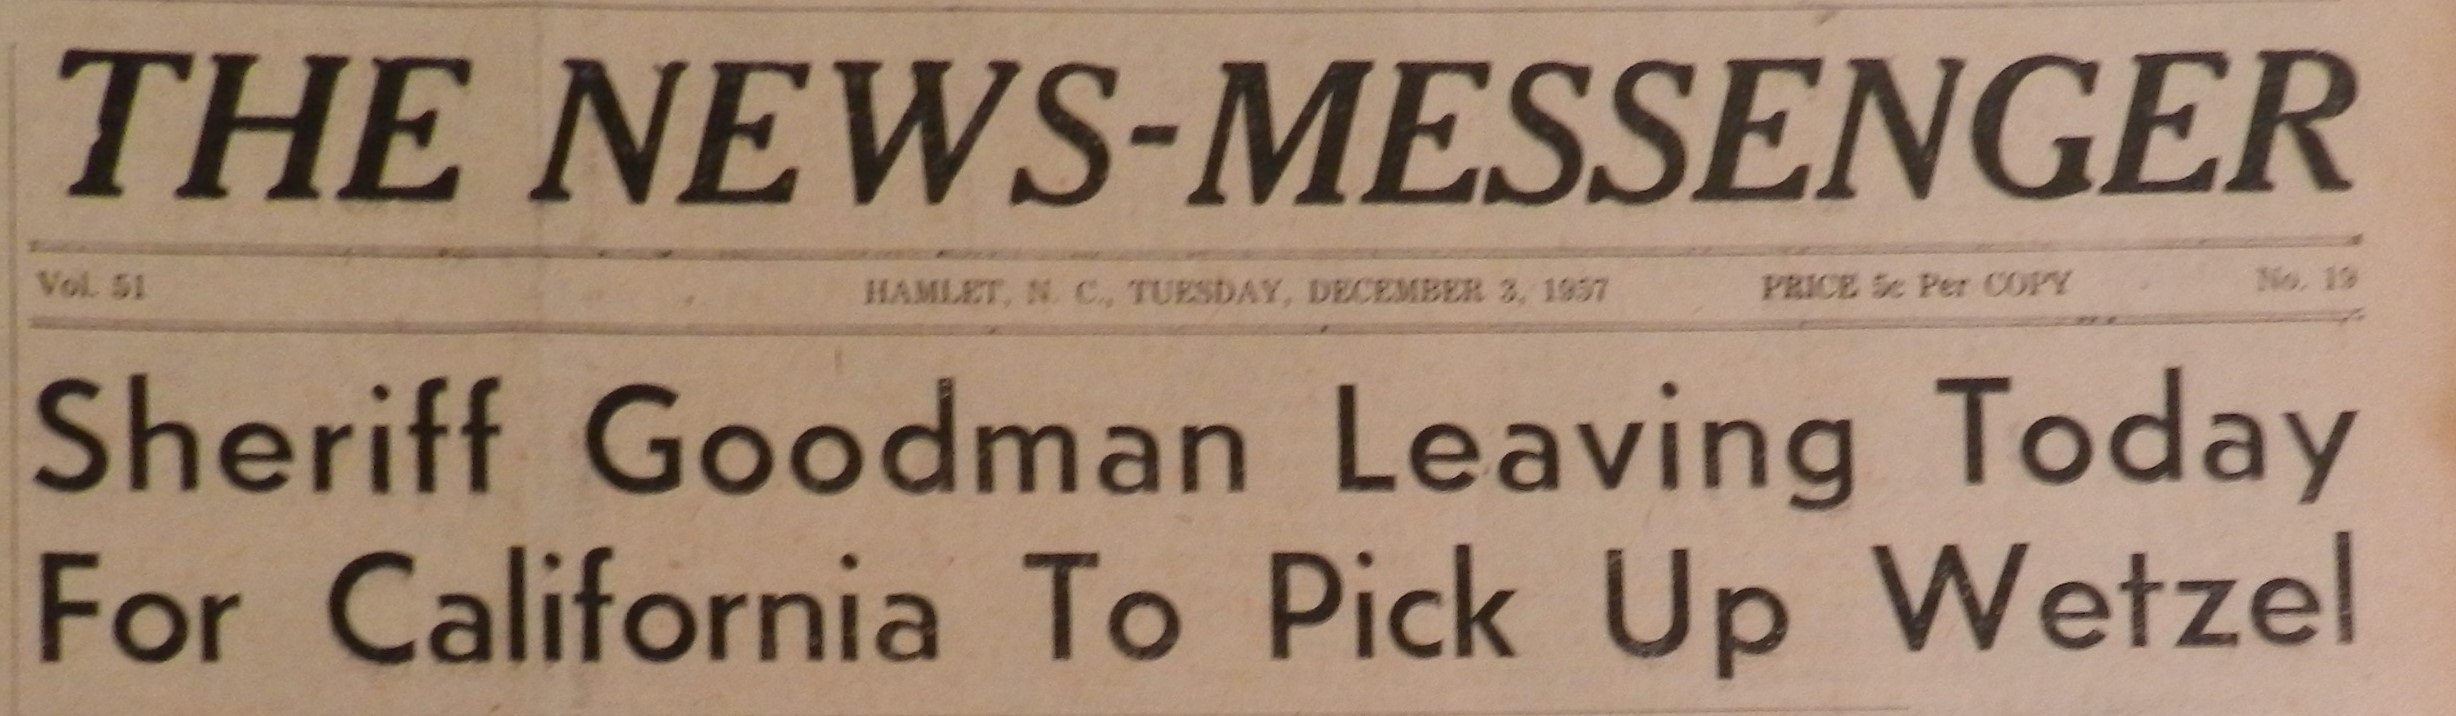 THE NEWS-MESSENGER
Vol. 51 HAMLET, N. C., TUESDAY, DECEMBER 3, 1957 PRICE 5c Per COPY No. 19
Sheriff Goodman Leaving Today
For California To Pick Up Wetzel